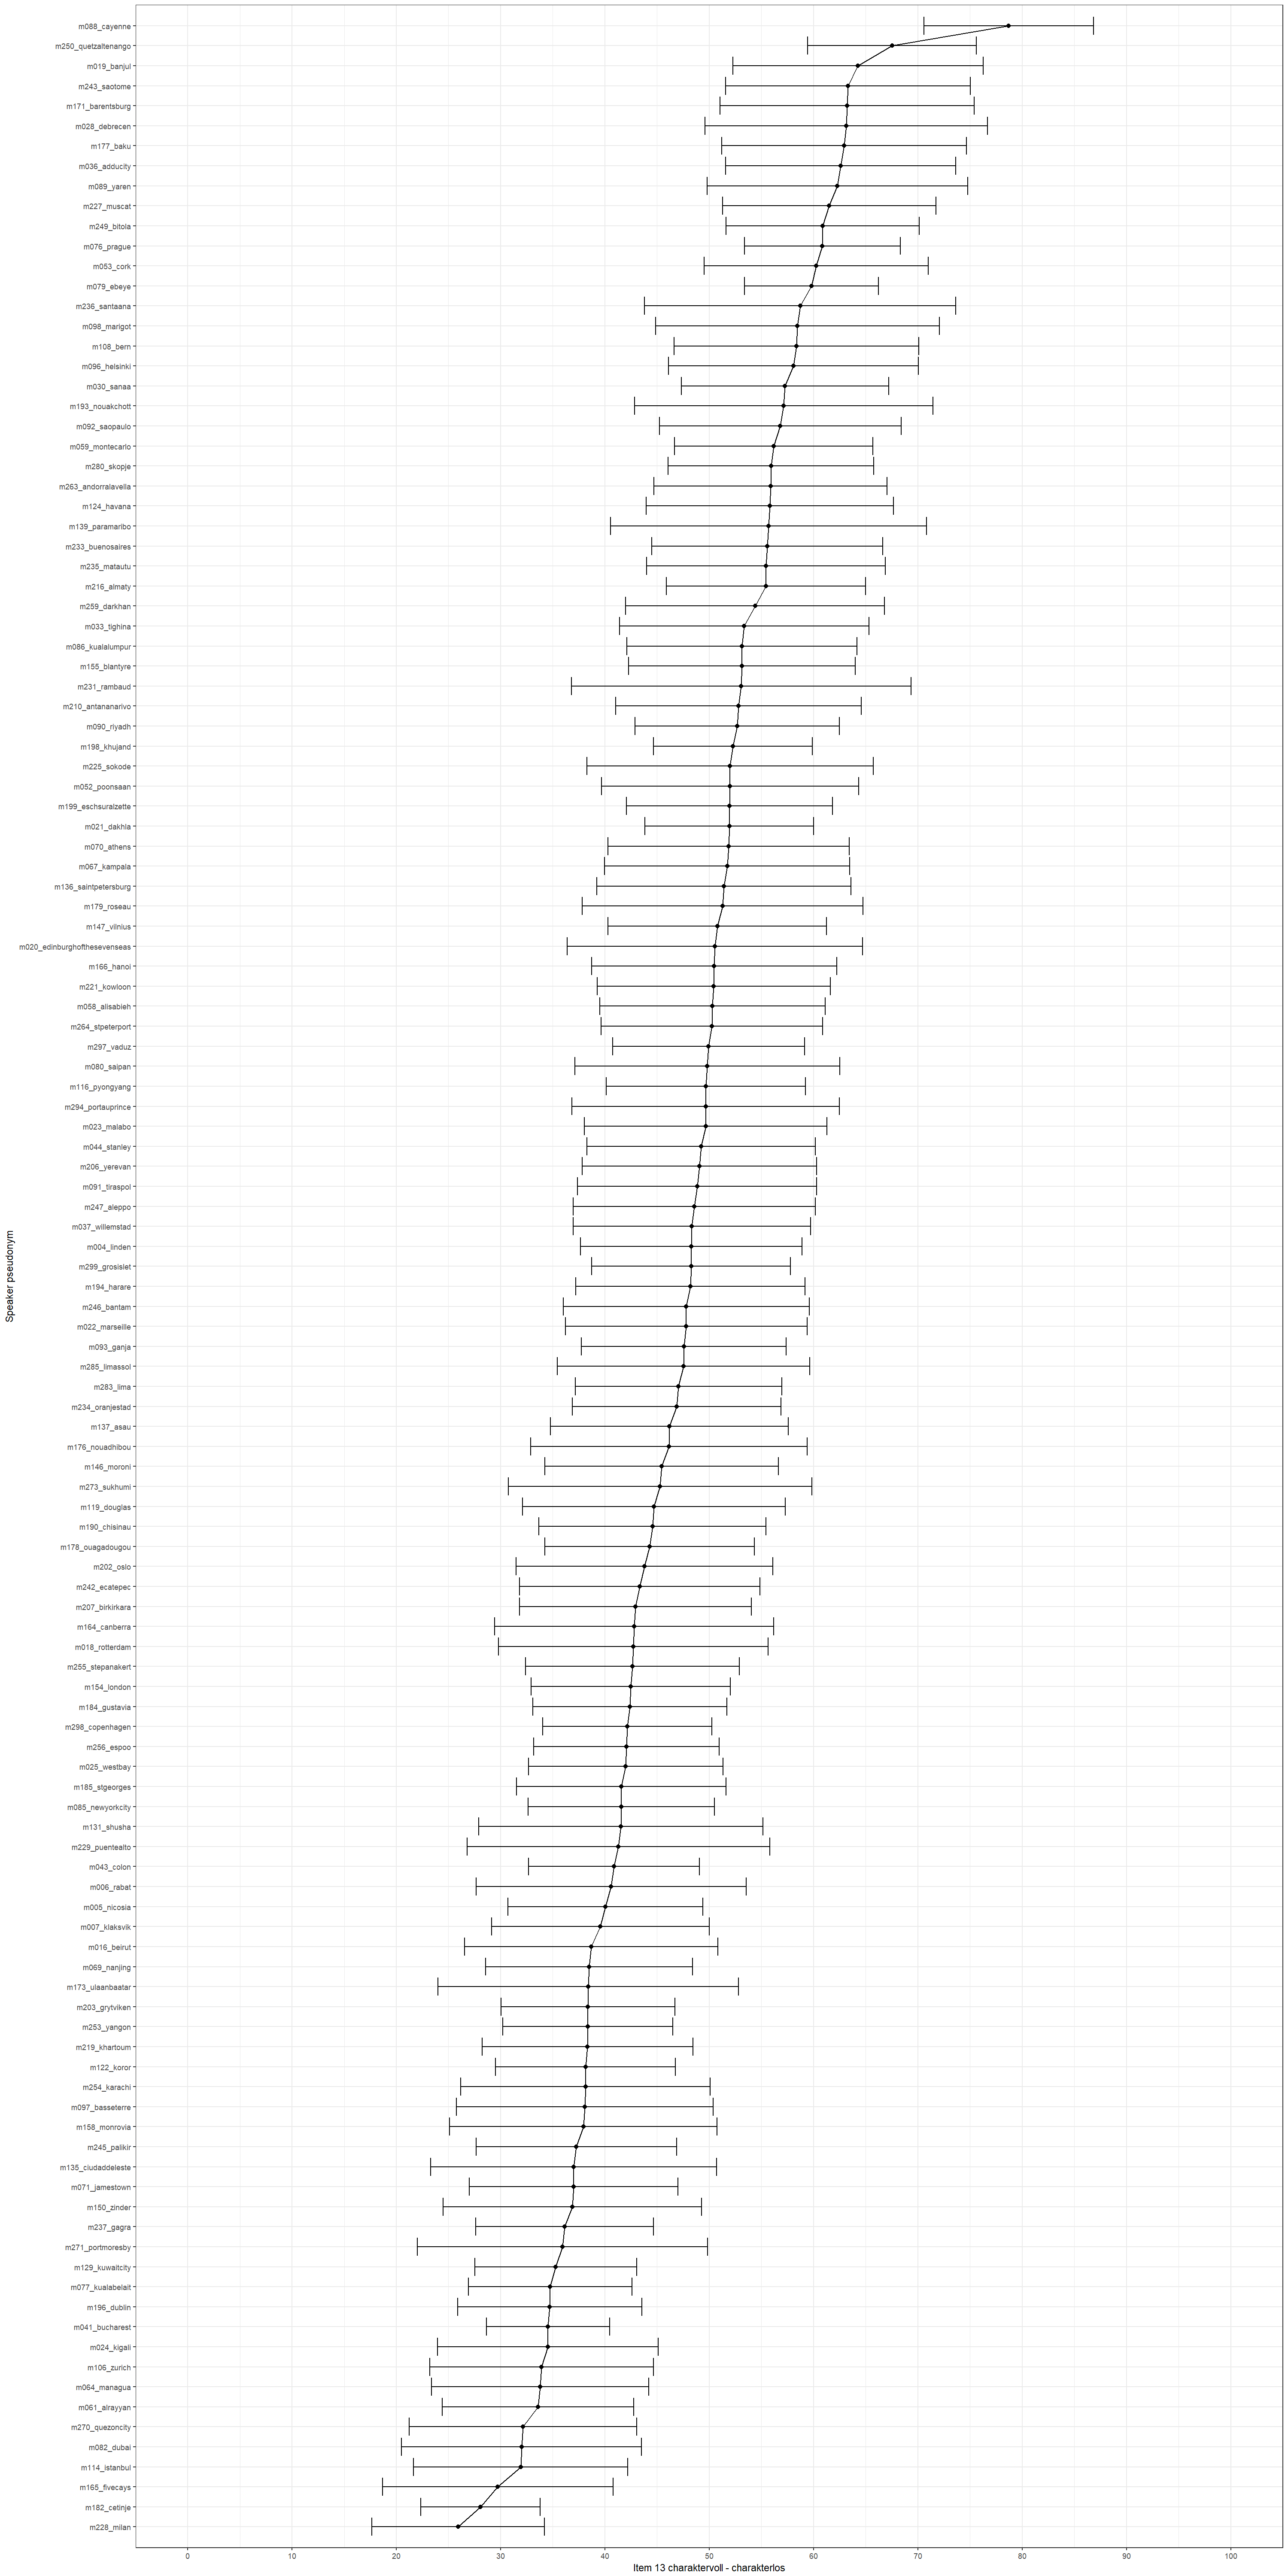 m088_cayenne
m250_quetzaltenango
m019_banjul
m243_saotome
m171_barentsburg
m028_debrecen
m177_baku
m036_adducity
m089_yaren
m227_muscat
m249_bitola
m076_prague
m053_cork
m079_ebeye
m236_santaana
m098_marigot
m108_bern
m096_helsinki
m030_sanaa
m193_nouakchott
m092_saopaulo
m059_montecarlo
m280_skopje
m263_andorralavella
m124_havana
m139_paramaribo
m233_buenosaires
m235_matautu
m216_almaty
m259_darkhan
m033_tighina
m086_kualalumpur
m155_blantyre
m231_rambaud
m210_antananarivo
m090_riyadh
m198_khujand
m225_sokode
m052_poonsaan
m199_eschsuralzette
m021_dakhla
m070_athens
m067_kampala
m136_saintpetersburg
m179_roseau
m147_vilnius
m020_edinburghofthesevenseas
m166_hanoi
m221_kowloon
m058_alisabieh
m264_stpeterport
m297_vaduz
m080_saipan
m116_pyongyang
m294_portauprince
m023_malabo
m044_stanley
m206_yerevan
m091_tiraspol
m247_aleppo
m037_willemstad
m004_linden
m299_grosislet
m194_harare
m246_bantam
m022_marseille
m093_ganja
m285_limassol
m283_lima
m234_oranjestad
m137_asau
m176_nouadhibou
m146_moroni
m273_sukhumi
m119_douglas
m190_chisinau
m178_ouagadougou
m202_oslo
m242_ecatepec
m207_birkirkara
m164_canberra
m018_rotterdam
m255_stepanakert
m154_london
m184_gustavia
m298_copenhagen
m256_espoo
m025_westbay
m185_stgeorges
m085_newyorkcity
m131_shusha
m229_puentealto
m043_colon
m006_rabat
m005_nicosia
m007_klaksvik
m016_beirut
m069_nanjing
m173_ulaanbaatar
m203_grytviken
m253_yangon
m219_khartoum
m122_koror
m254_karachi
m097_basseterre
m158_monrovia
m245_palikir
m135_ciudaddeleste
m071_jamestown
m150_zinder
m237_gagra
m271_portmoresby
m129_kuwaitcity
m077_kualabelait
m196_dublin
m041_bucharest
m024_kigali
m106_zurich
m064_managua
m061_alrayyan
m270_quezoncity
m082_dubai
m114_istanbul
m165_fivecays
m182_cetinje
m228_milan
Speaker pseudonym
0 10 20 30 40 50 60 70 80 90 100
Item 13 charaktervoll - charakterlos